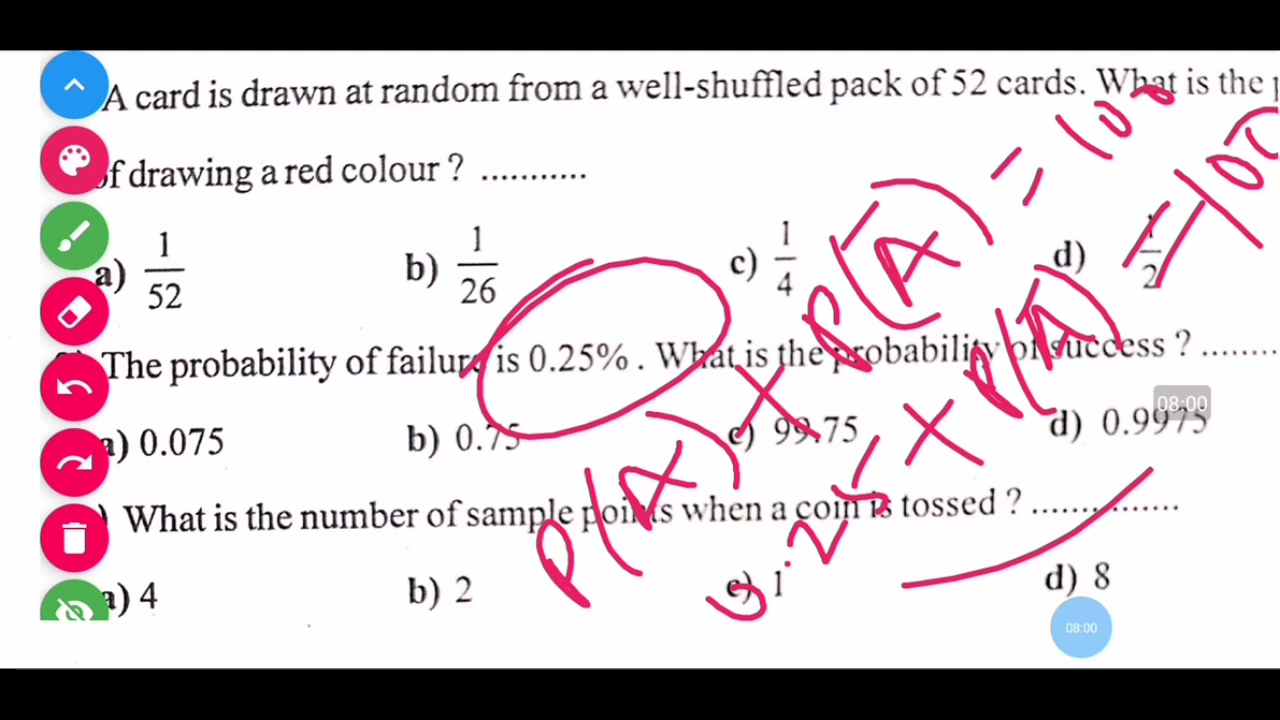 A card is drawn at random from a well-shuffled pack of 52 cards. What is the
of drawing a red colour ? ...........
a) 1/52 b) 1/26 c) 1/4 d) 1/2
The probability of failure is 0.25% . What is the probability of success ? ........
a) 0.075 b) 0.75 c) 99.75 d) 0.9975
What is the number of sample points when a coin is tossed ? ...............
a) 4 b) 2 c) 1 d) 8
P(A) × P(A̅) = 100
0.25 × P(A̅) = 100
08:00
08:00